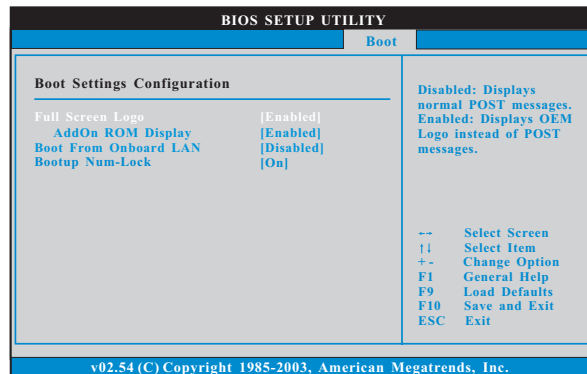 BIOS SETUP UTILITY
Boot
Boot Settings Configuration
Full Screen Logo [Enabled]
AddOn ROM Display [Enabled]
Boot From Onboard LAN [Disabled]
Bootup Num-Lock [On]
Disabled: Displays
normal POST messages.
Enabled: Displays OEM
Logo instead of POST
messages.
←→ Select Screen
↑↓ Select Item
+ - Change Option
F1 General Help
F9 Load Defaults
F10 Save and Exit
ESC Exit
v02.54 (C) Copyright 1985-2003, American Megatrends, Inc.